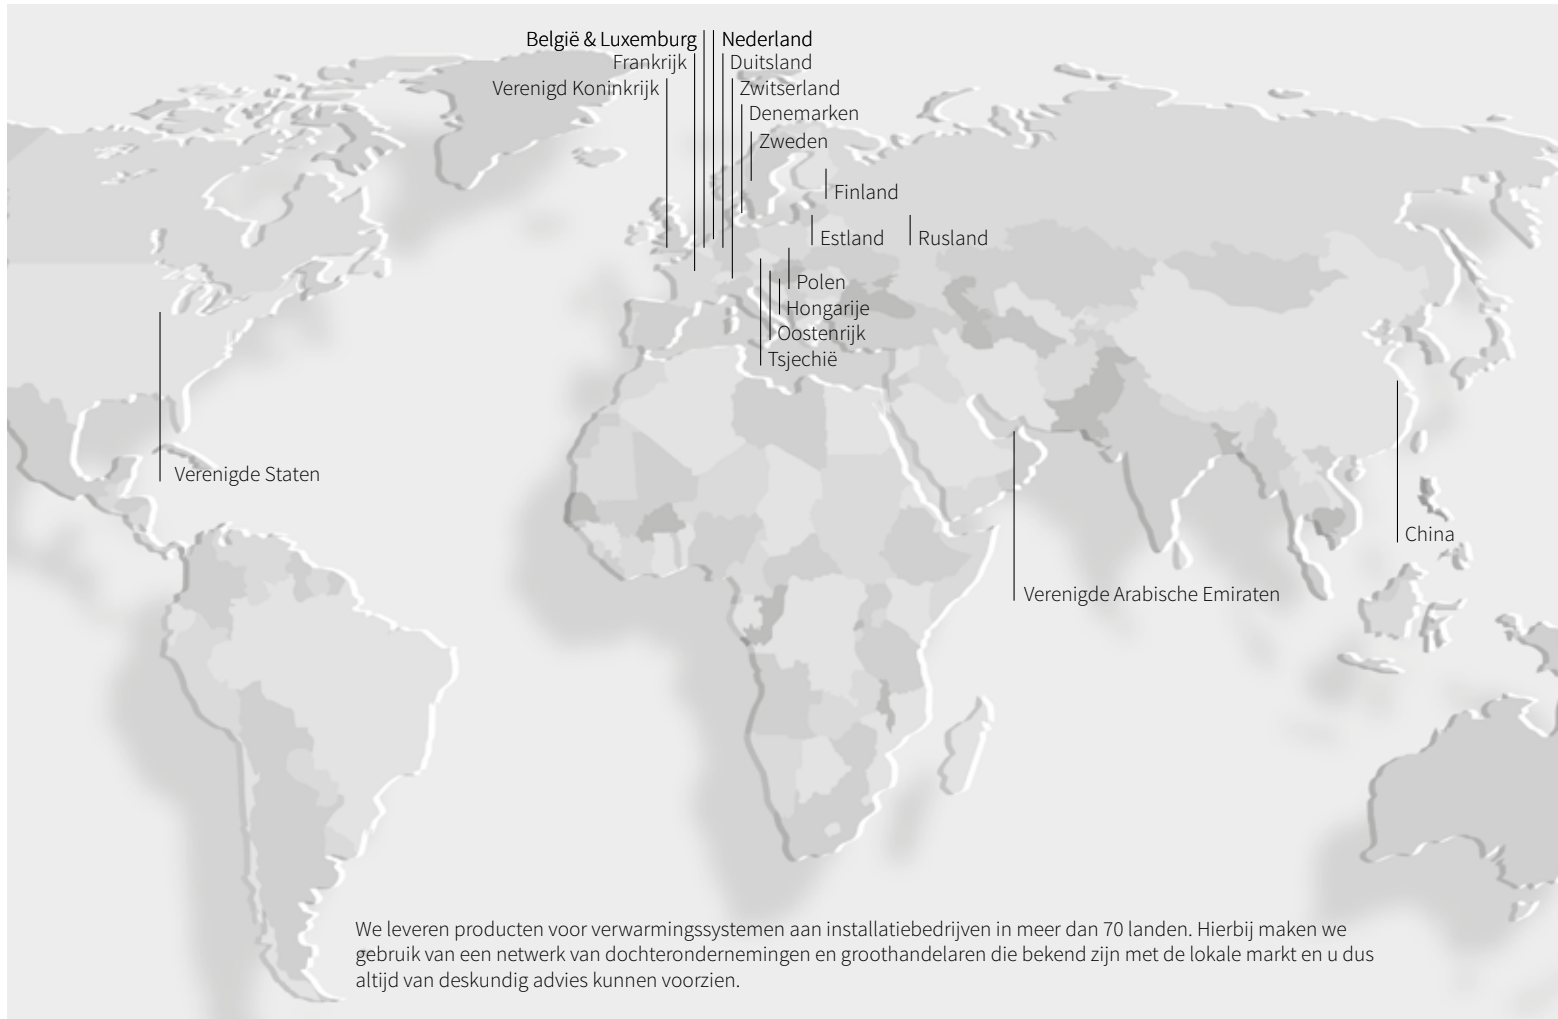 België & Luxemburg
Nederland
Frankrijk
Duitsland
Verenigd Koninkrijk
Zwitserland
Denemarken
Zweden
Finland
Estland
Rusland
Polen
Hongarije
Oostenrijk
Tsjechië
Verenigde Staten
China
Verenigde Arabische Emiraten
We leveren producten voor verwarmingssystemen aan installatiebedrijven in meer dan 70 landen. Hierbij maken we
gebruik van een netwerk van dochterondernemingen en groothandelaren die bekend zijn met de lokale markt en u dus
altijd van deskundig advies kunnen voorzien.